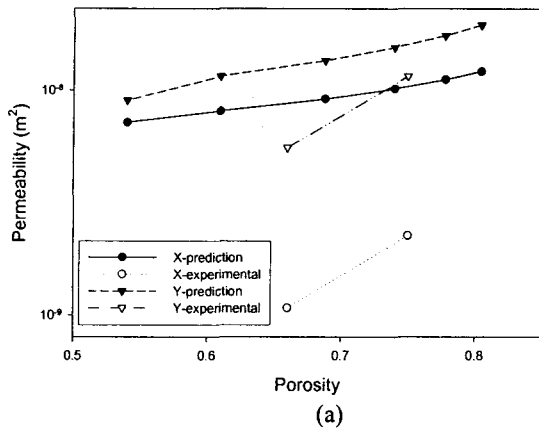 Permeability (m²)
10⁻⁸
10⁻⁹
X-prediction
X-experimental
Y-prediction
Y-experimental
0.5 0.6 0.7 0.8
Porosity
(a)